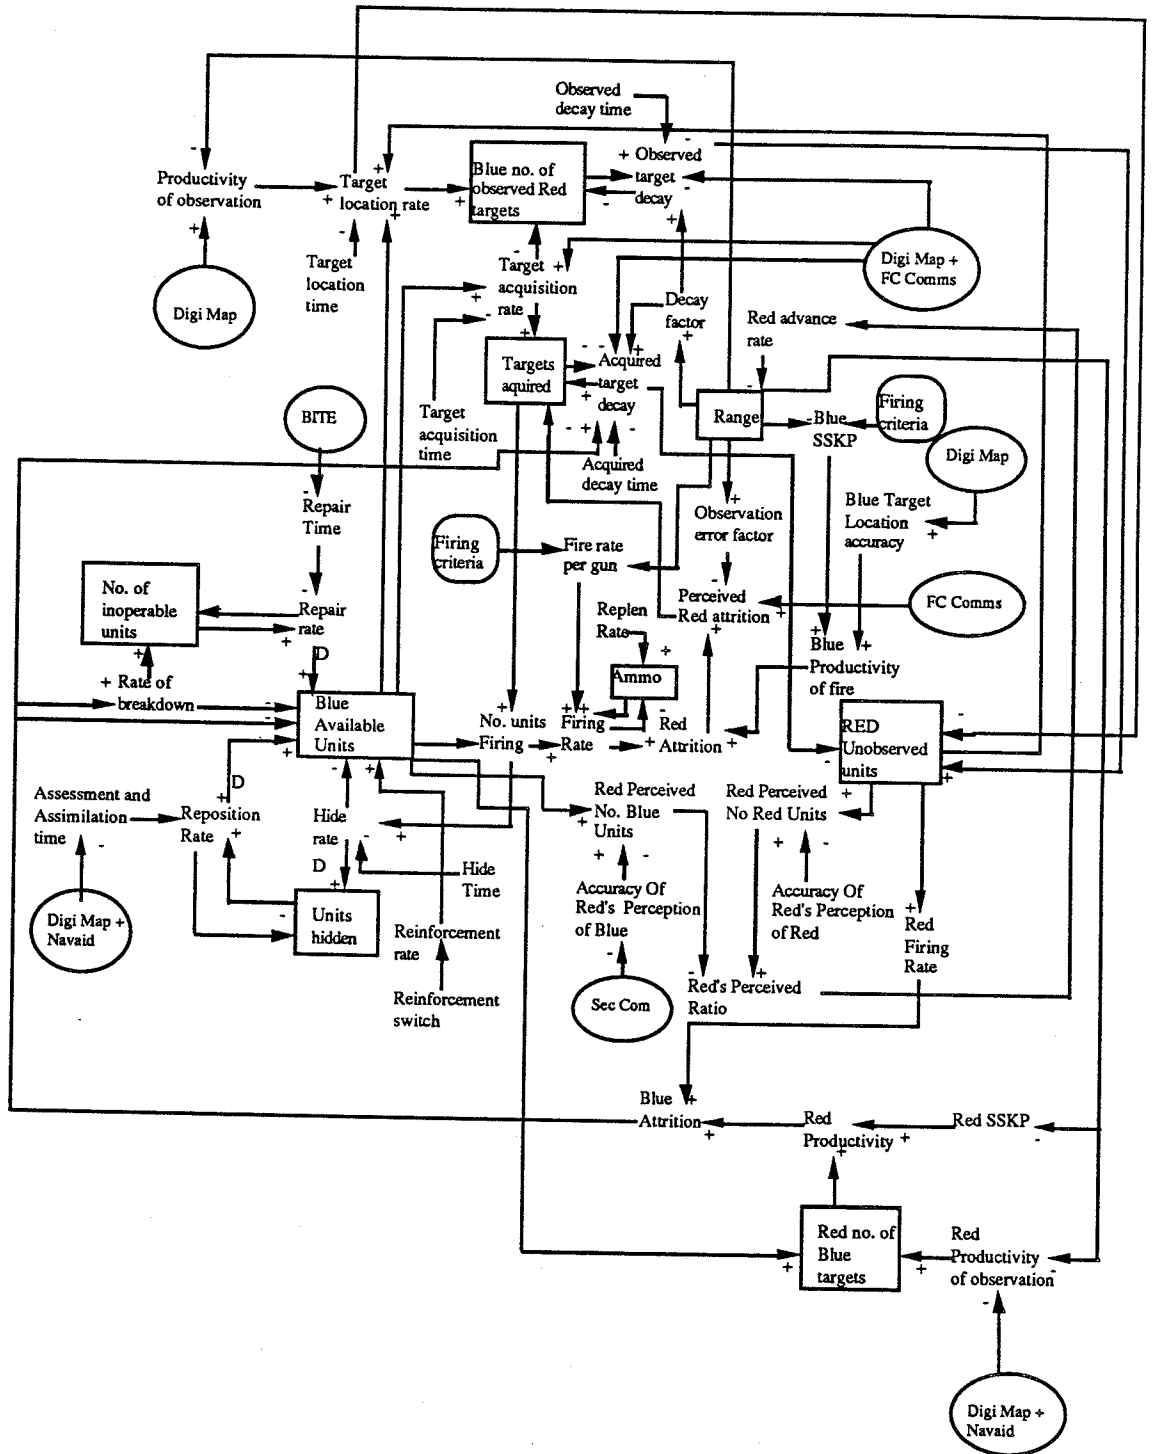 Observed
decay time
Productivity
of observation
Target
location rate
Blue no. of
observed Red
targets
Observed
target
decay
Target
location
time
Digi Map
Target
acquisition
rate
Digi Map +
FC Comms
Decay
factor
Red advance
rate
Targets
aquired
Acquired
target
decay
Target
acquisition
time
BITE
Range
Blue
SSKP
Firing
criteria
Digi Map
Acquired
decay time
Repair
Time
Observation
error factor
Blue Target
Location
accuracy
Firing
criteria
Fire rate
per gun
No. of
inoperable
units
Repair
rate
D
Replen
Rate
Perceived
Red attrition
FC Comms
Ammo
Blue
Productivity
of fire
Rate of
breakdown
Blue
Available
Units
No. units
Firing
Firing
Rate
Red
Attrition
RED
Unobserved
units
D
Assessment and
Assimilation
time
Reposition
Rate
Hide
rate
D
Hide
Time
Red Perceived
No. Blue
Units
Red Perceived
No Red Units
Digi Map +
Navaid
Units
hidden
Reinforcement
rate
Reinforcement
switch
Accuracy Of
Red's Perception
of Blue
Accuracy Of
Red's Perception
of Red
Red
Firing
Rate
Sec Com
Red's Perceived
Ratio
Blue
Attrition
Red
Productivity
Red SSKP
Red no. of
Blue
targets
Red
Productivity
of observation
Digi Map +
Navaid